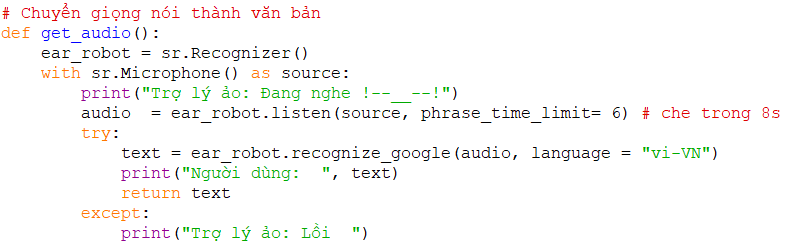 # Chuyển giọng nói thành văn bản
def get_audio():
    ear_robot = sr.Recognizer()
    with sr.Microphone() as source:
        print("Trợ lý ảo: Đang nghe !--__--!")
        audio  = ear_robot.listen(source, phrase_time_limit= 6) # che trong 8s
        try:
            text = ear_robot.recognize_google(audio, language = "vi-VN")
            print("Người dùng:  ", text)
            return text
        except:
            print("Trợ lý ảo: Lồi  ")